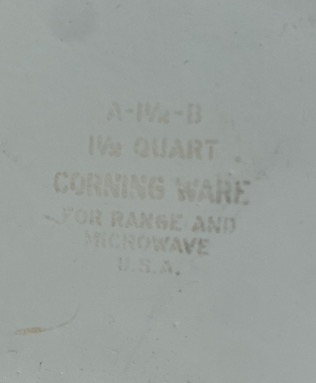 A-1½-B
1½ QUART
CORNING WARE
FOR RANGE AND
MICROWAVE
U.S.A.